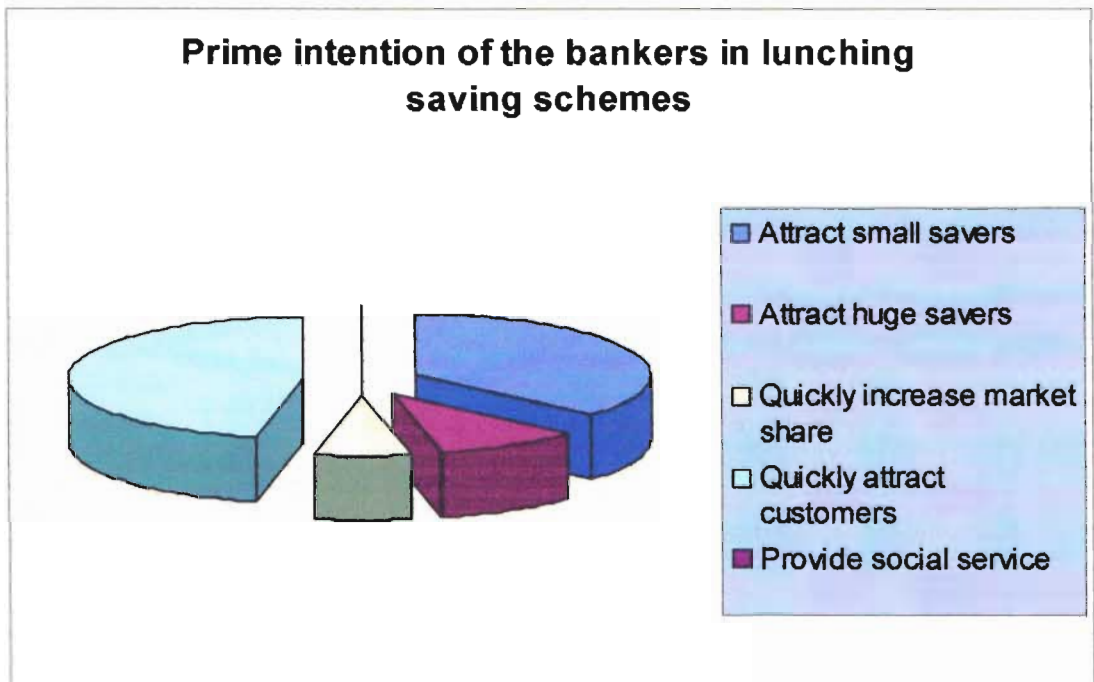 Prime intention of the bankers in lunching
saving schemes
Attract small savers
Attract huge savers
Quickly increase market
share
Quickly attract
customers
Provide social service